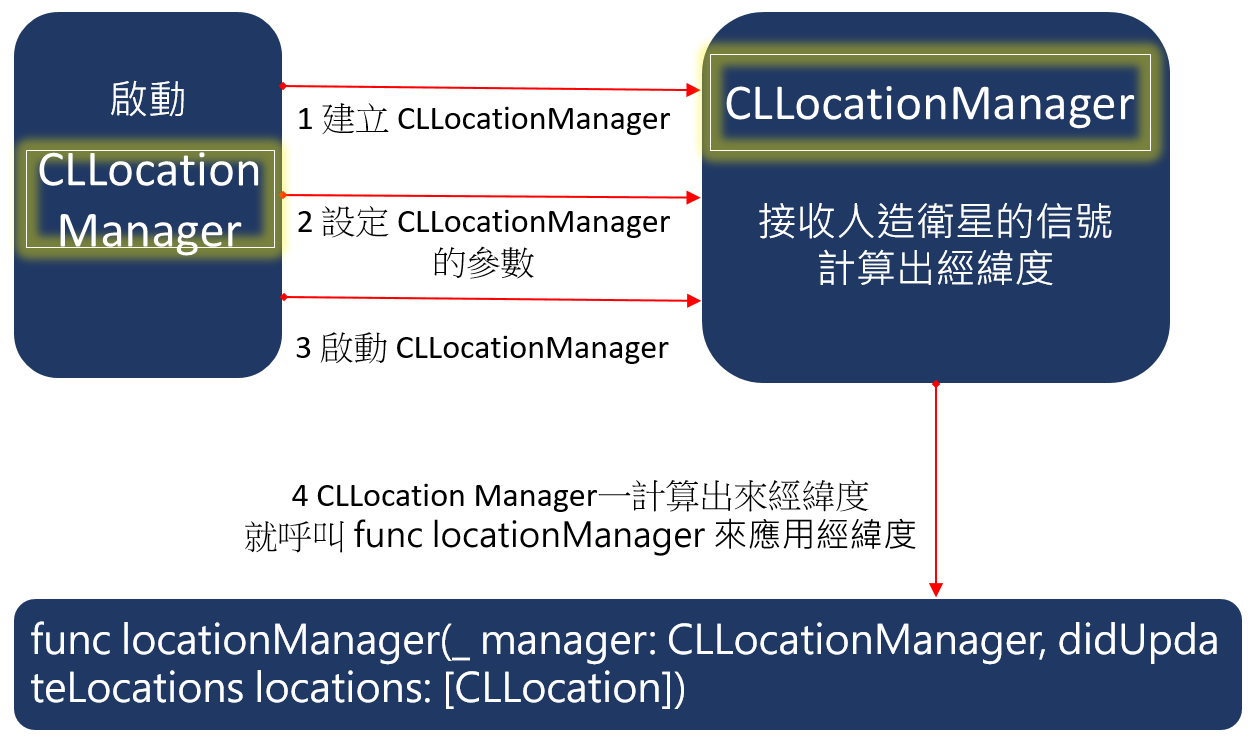 啟動
CLLocation
Manager
1 建立 CLLocationManager
2 設定 CLLocationManager
的參數
3 啟動 CLLocationManager
CLLocationManager
接收人造衛星的信號
計算出經緯度
4 CLLocation Manager一計算出來經緯度
就呼叫 func locationManager 來應用經緯度
func locationManager(_ manager: CLLocationManager, didUpda
teLocations locations: [CLLocation])